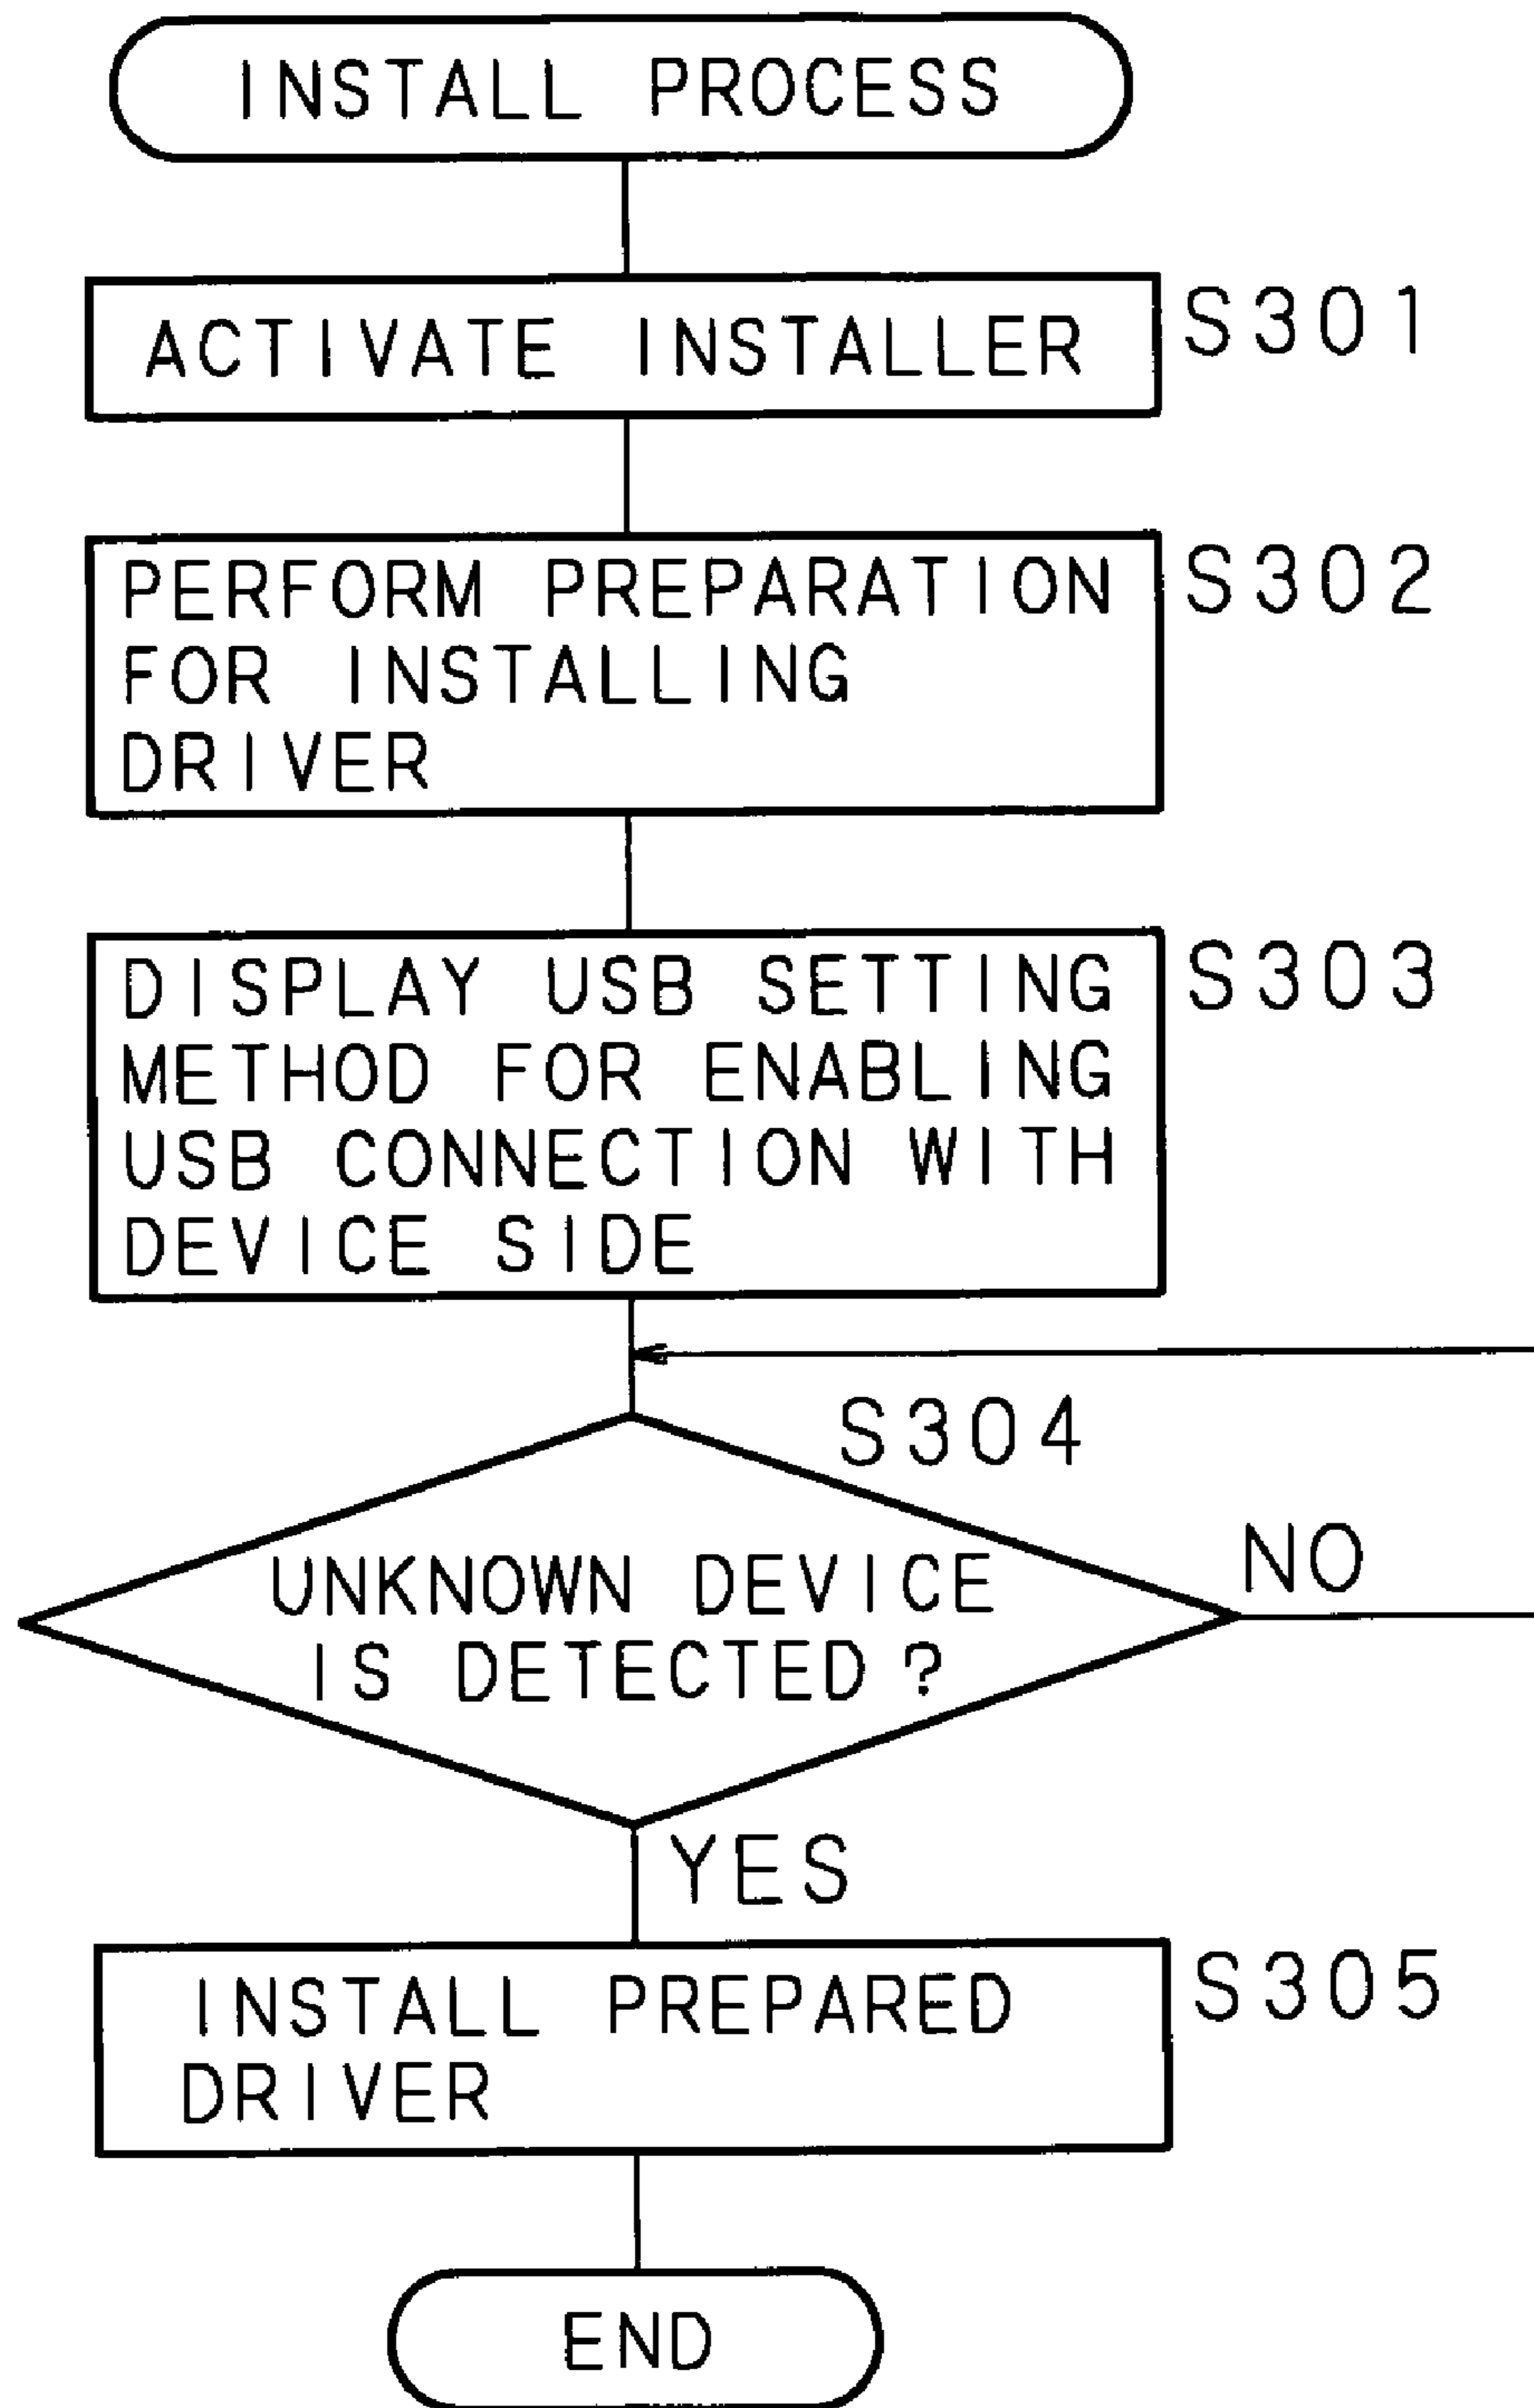 INSTALL PROCESS
ACTIVATE INSTALLER
S301
PERFORM PREPARATION
FOR INSTALLING
DRIVER
S302
DISPLAY USB SETTING
METHOD FOR ENABLING
USB CONNECTION WITH
DEVICE SIDE
S303
S304
UNKNOWN DEVICE
IS DETECTED?
NO
YES
INSTALL PREPARED
DRIVER
S305
END